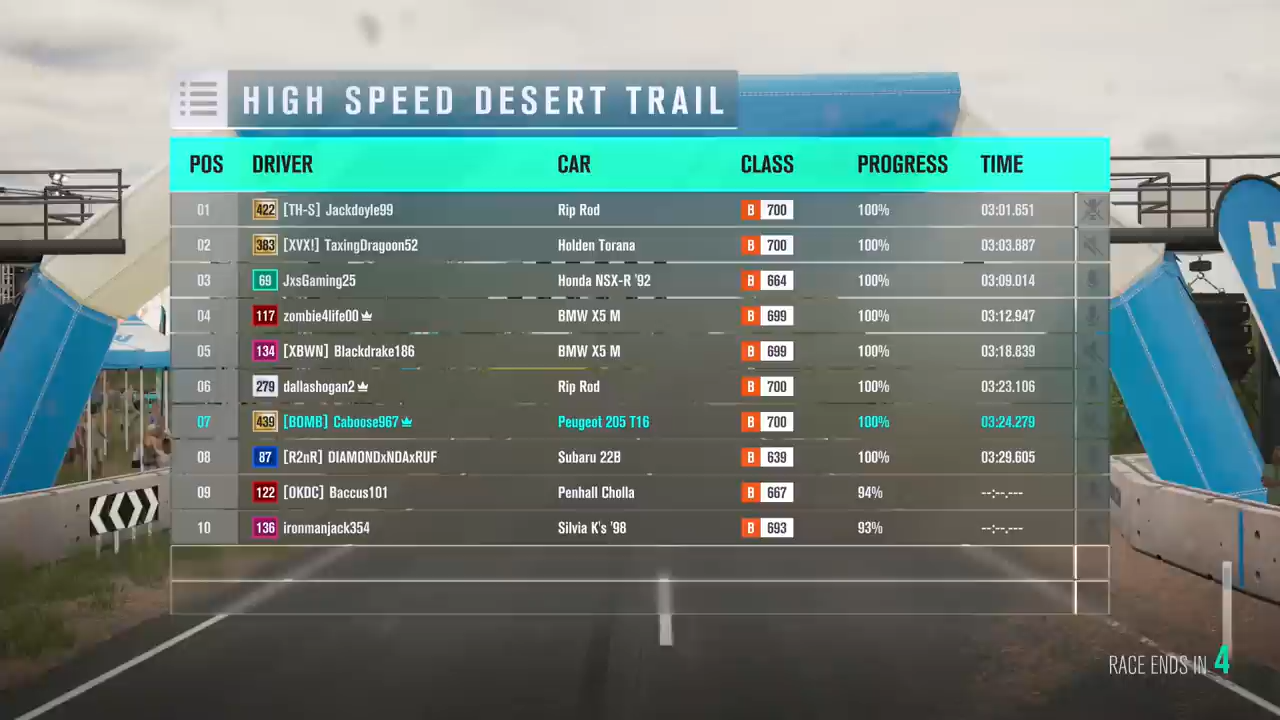 HIGH SPEED DESERT TRAIL
POS DRIVER CAR CLASS PROGRESS TIME
01 422 [TH-S] Jackdoyle99 Rip Rod B 700 100% 03:01.651
02 383 [XVX!] TaxingDragoon52 Holden Torana B 700 100% 03:03.887
03 69 JxsGaming25 Honda NSX-R '92 B 664 100% 03:09.014
04 117 zombie4life00 BMW X5 M B 699 100% 03:12.947
05 134 [XBWN] Blackdrake186 BMW X5 M B 699 100% 03:18.839
06 279 dallashogan2 Rip Rod B 700 100% 03:23.106
07 439 [BOMB] Caboose967 Peugeot 205 T16 B 700 100% 03:24.279
08 87 [R2nR] DIAMONDxNDAxRUF Subaru 22B B 639 100% 03:29.605
09 122 [OKDC] Baccus101 Penhall Cholla B 667 94% --:--.---
10 136 ironmanjack354 Silvia K's '98 B 693 93% --:--.---
RACE ENDS IN 4